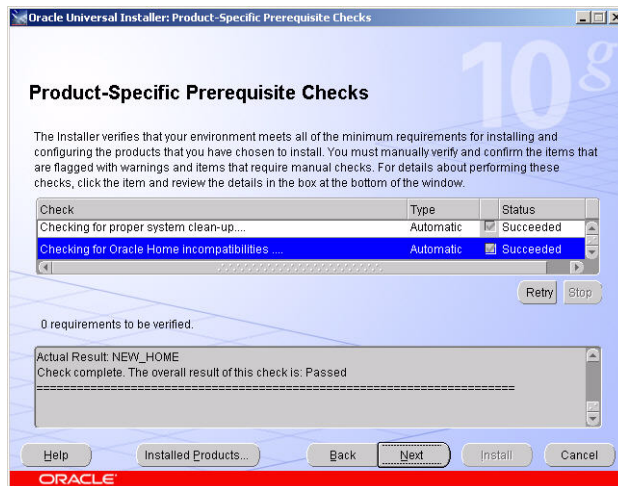 Oracle Universal Installer: Product-Specific Prerequisite Checks
10g
Product-Specific Prerequisite Checks
The Installer verifies that your environment meets all of the minimum requirements for installing and
configuring the products that you have chosen to install. You must manually verify and confirm the items that
are flagged with warnings and items that require manual checks. For details about performing these
checks, click the item and review the details in the box at the bottom of the window.
Check Type Status
Checking for proper system clean-up.... Automatic Succeeded
Checking for Oracle Home incompatibilities .... Automatic Succeeded
Retry Stop
0 requirements to be verified.
Actual Result: NEW_HOME
Check complete. The overall result of this check is: Passed
========================================================================
Help Installed Products... Back Next Install Cancel
ORACLE